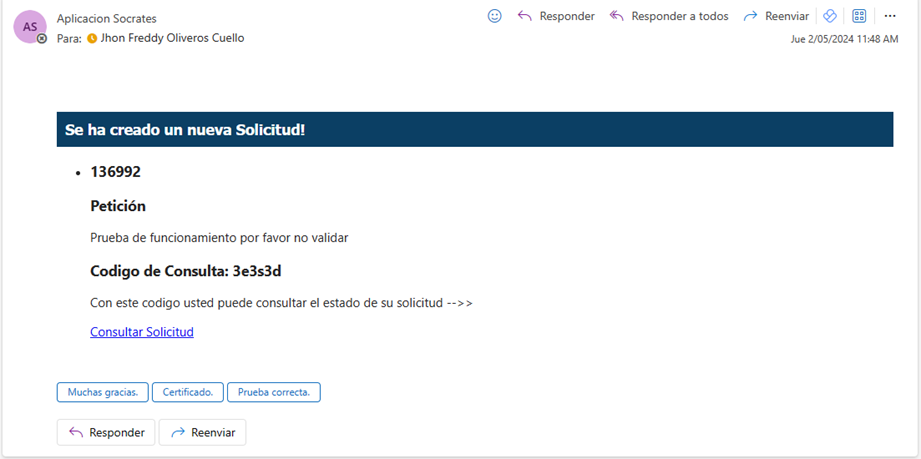 AS
Aplicacion Socrates
Responder
Responder a todos
Reenviar
Para: Jhon Freddy Oliveros Cuello
Jue 2/05/2024 11:48 AM
Se ha creado un nueva Solicitud!
136992
Petición
Prueba de funcionamiento por favor no validar
Codigo de Consulta: 3e3s3d
Con este codigo usted puede consultar el estado de su solicitud -->>
Consultar Solicitud
Muchas gracias.
Certificado.
Prueba correcta.
Responder
Reenviar